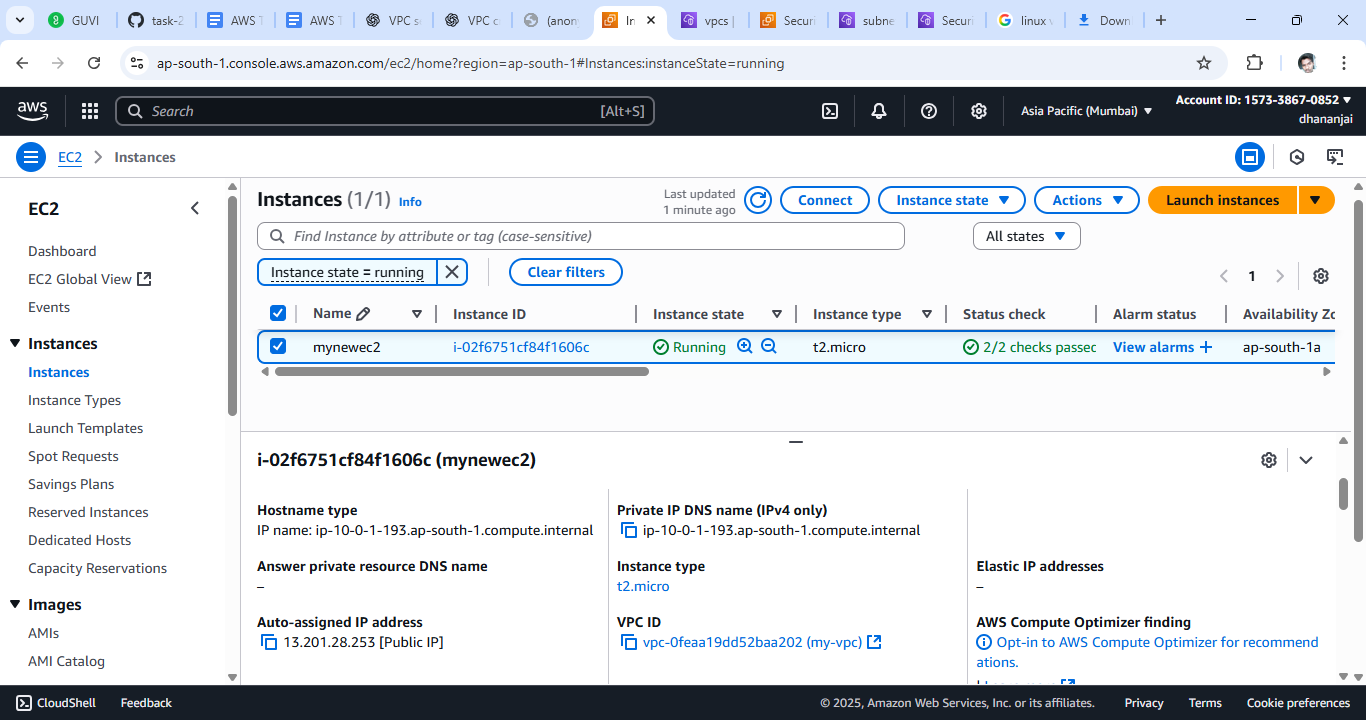 GUVI
task-2
AWS T
AWS T
VPC s
VPC c
(anon
In
vpcs |
Securi
subne
Securi
linux v
Down
ap-south-1.console.aws.amazon.com/ec2/home?region=ap-south-1#Instances:instanceState=running
aws
Search
[Alt+S]
Asia Pacific (Mumbai)
Account ID: 1573-3867-0852
dhananjai
EC2
Instances
EC2
Dashboard
EC2 Global View
Events
Instances
Instances
Instance Types
Launch Templates
Spot Requests
Savings Plans
Reserved Instances
Dedicated Hosts
Capacity Reservations
Images
AMIs
AMI Catalog
Instances (1/1) Info
Last updated
1 minute ago
Connect
Instance state
Actions
Launch instances
Find Instance by attribute or tag (case-sensitive)
All states
Instance state = running
Clear filters
1
Name
Instance ID
Instance state
Instance type
Status check
Alarm status
Availability Zo
mynewec2
i-02f6751cf84f1606c
Running
t2.micro
2/2 checks passec
View alarms
ap-south-1a
i-02f6751cf84f1606c (mynewec2)
Hostname type
IP name: ip-10-0-1-193.ap-south-1.compute.internal
Private IP DNS name (IPv4 only)
ip-10-0-1-193.ap-south-1.compute.internal
Answer private resource DNS name
–
Instance type
t2.micro
Elastic IP addresses
–
Auto-assigned IP address
13.201.28.253 [Public IP]
VPC ID
vpc-0feaa19dd52baa202 (my-vpc)
AWS Compute Optimizer finding
Opt-in to AWS Compute Optimizer for recommend
ations.
CloudShell
Feedback
© 2025, Amazon Web Services, Inc. or its affiliates.
Privacy
Terms
Cookie preferences